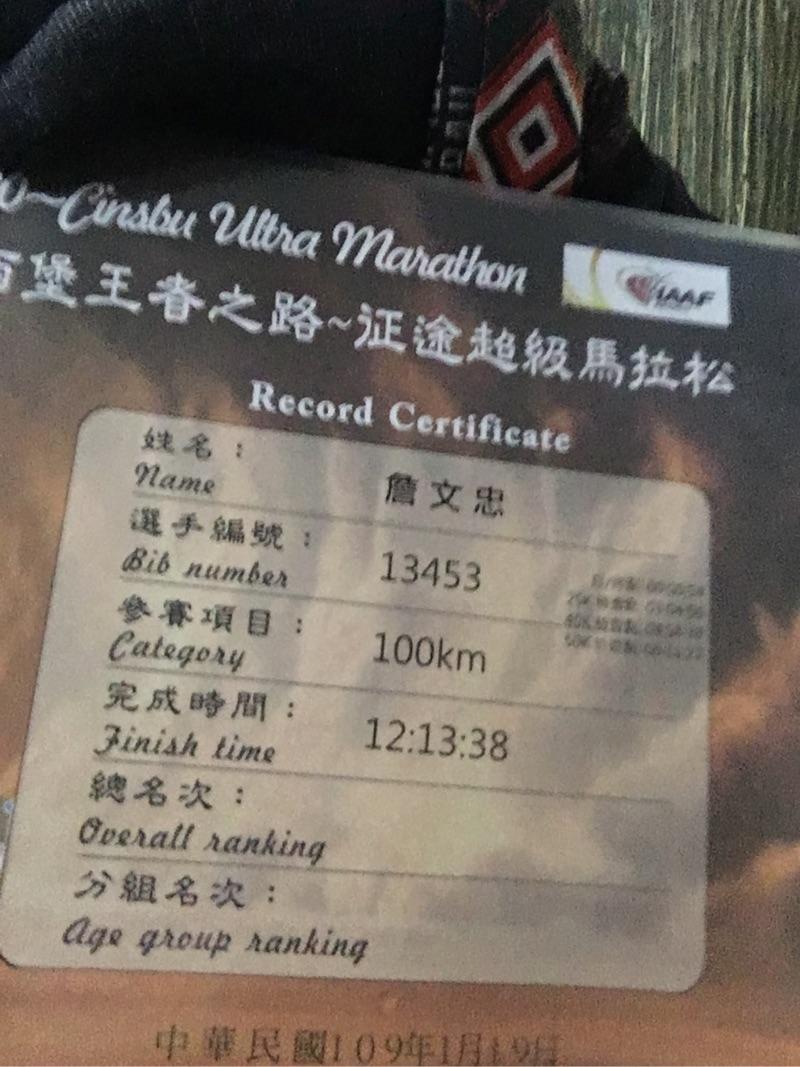 Cinsbu Ultra Marathon
IAAF
堡王者之路~征途超級馬拉松
Record Certificate
姓名：
Name 詹文忠
選手編號：
Bib number 13453
參賽項目：
Category 100km
完成時間：
Finish time 12:13:38
總名次：
Overall ranking
分組名次：
Age group ranking
中華民國109年1月19日